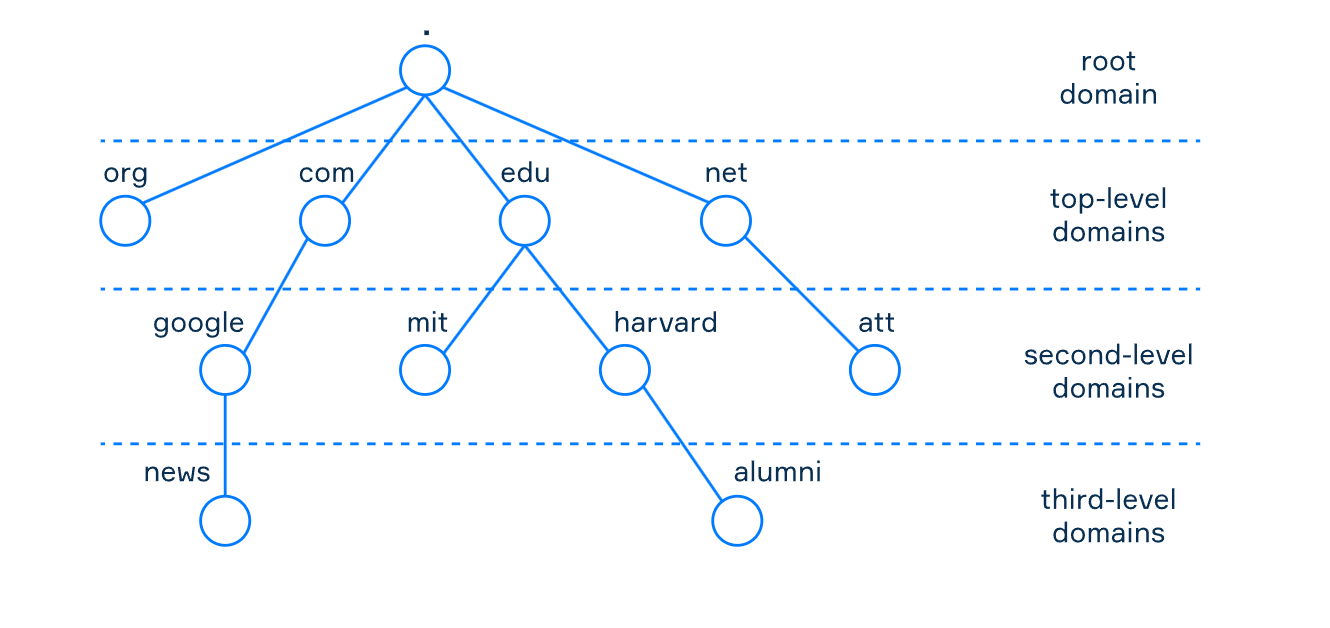 .
root
domain
org
com
edu
net
top-level
domains
google
mit
harvard
att
second-level
domains
news
alumni
third-level
domains